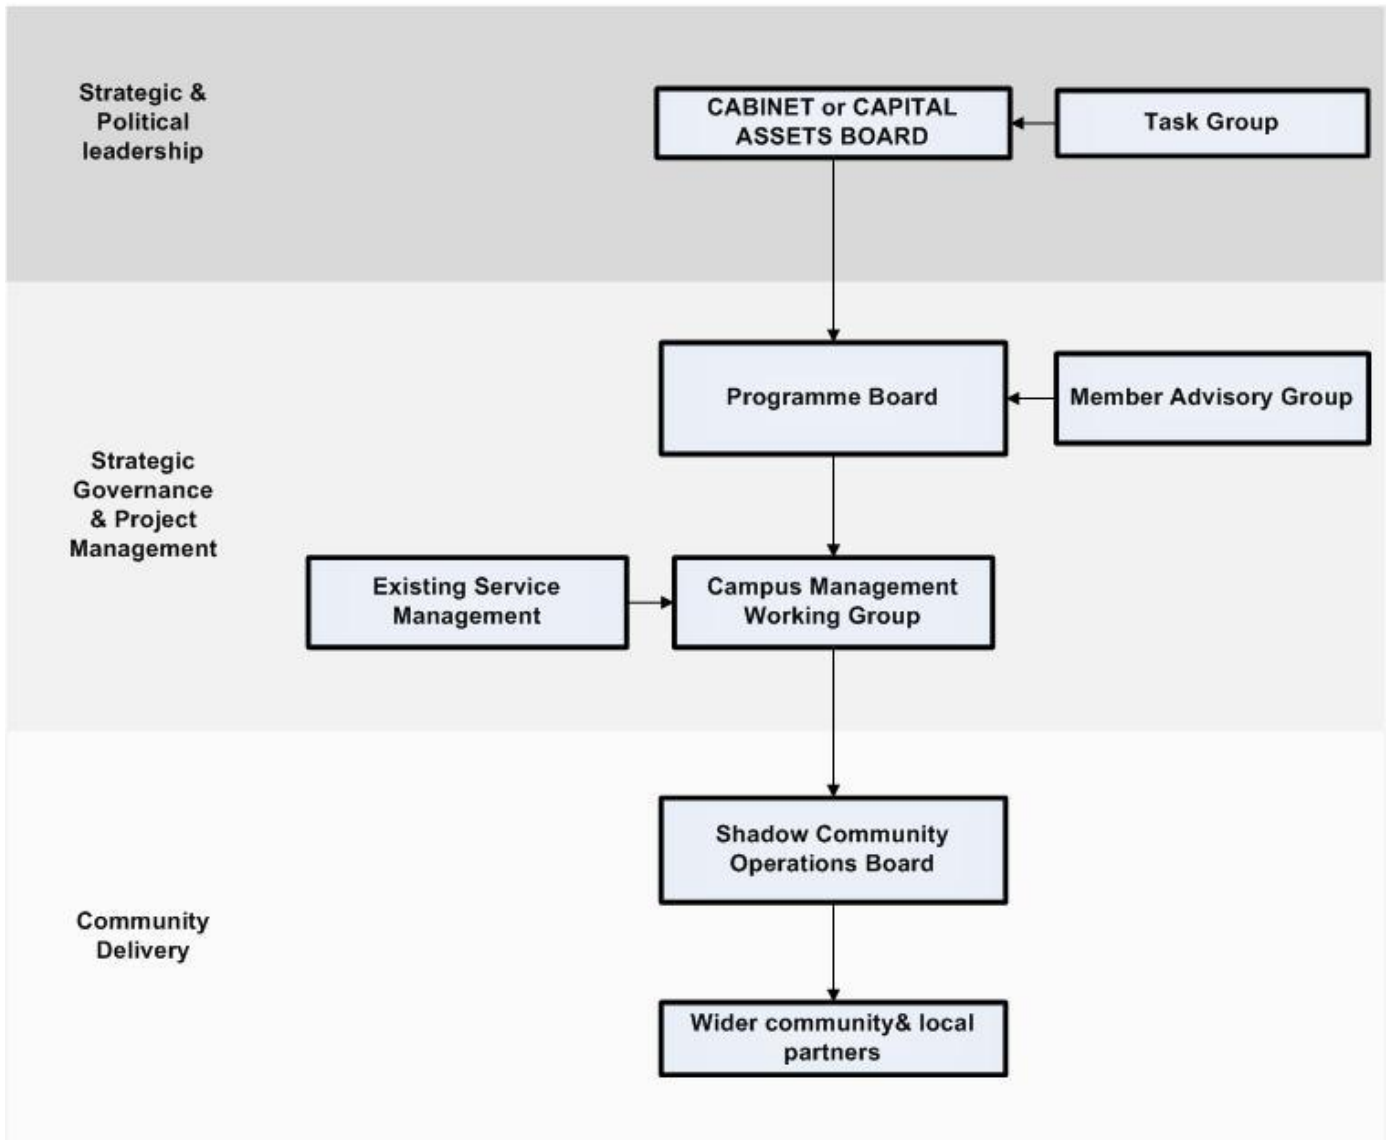 Strategic &
Political
leadership
CABINET or CAPITAL
ASSETS BOARD
Task Group
Programme Board
Member Advisory Group
Strategic
Governance
& Project
Management
Existing Service
Management
Campus Management
Working Group
Shadow Community
Operations Board
Community
Delivery
Wider community& local
partners